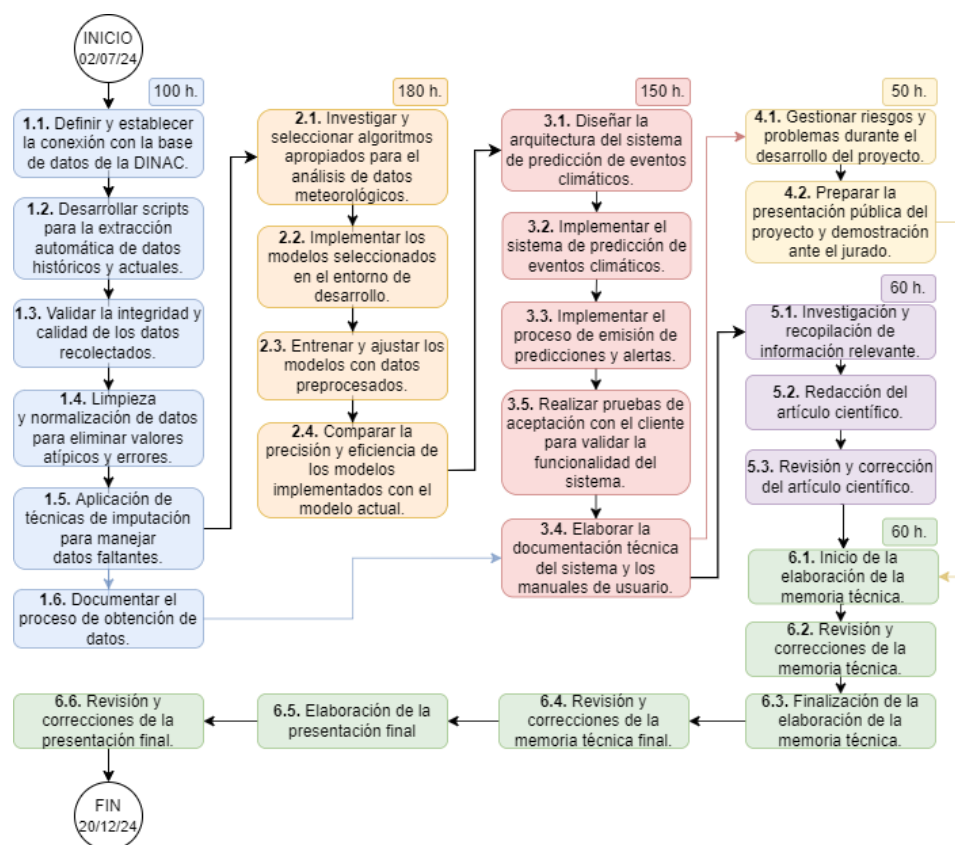 INICIO
02/07/24
100 h.
1.1. Definir y establecer
la conexión con la base
de datos de la DINAC.
1.2. Desarrollar scripts
para la extracción
automática de datos
históricos y actuales.
1.3. Validar la integridad y
calidad de los datos
recolectados.
1.4. Limpieza
y normalización de datos
para eliminar valores
atípicos y errores.
1.5. Aplicación de
técnicas de imputación
para manejar
datos faltantes.
1.6. Documentar el
proceso de obtención de
datos.
180 h.
2.1. Investigar y
seleccionar algoritmos
apropiados para el
análisis de datos
meteorológicos.
2.2. Implementar los
modelos seleccionados
en el entorno de
desarrollo.
2.3. Entrenar y ajustar los
modelos con datos
preprocesados.
2.4. Comparar la
precisión y eficiencia de
los modelos
implementados con el
modelo actual.
150 h.
3.1. Diseñar la
arquitectura del sistema
de predicción de eventos
climáticos.
3.2. Implementar el
sistema de predicción de
eventos climáticos.
3.3. Implementar el
proceso de emisión de
predicciones y alertas.
3.5. Realizar pruebas de
aceptación con el cliente
para validar la
funcionalidad del
sistema.
3.4. Elaborar la
documentación técnica
del sistema y los
manuales de usuario.
50 h.
4.1. Gestionar riesgos y
problemas durante el
desarrollo del proyecto.
4.2. Preparar la
presentación pública del
proyecto y demostración
ante el jurado.
60 h.
5.1. Investigación y
recopilación de
información relevante.
5.2. Redacción del
artículo científico.
5.3. Revisión y corrección
del artículo científico.
60 h.
6.1. Inicio de la
elaboración de la
memoria técnica.
6.2. Revisión y
correcciones de la
memoria técnica.
6.3. Finalización de la
elaboración de la
memoria técnica.
6.4. Revisión y
correcciones de la
memoria técnica final.
6.5. Elaboración de la
presentación final
6.6. Revisión y
correcciones de la
presentación final.
FIN
20/12/24